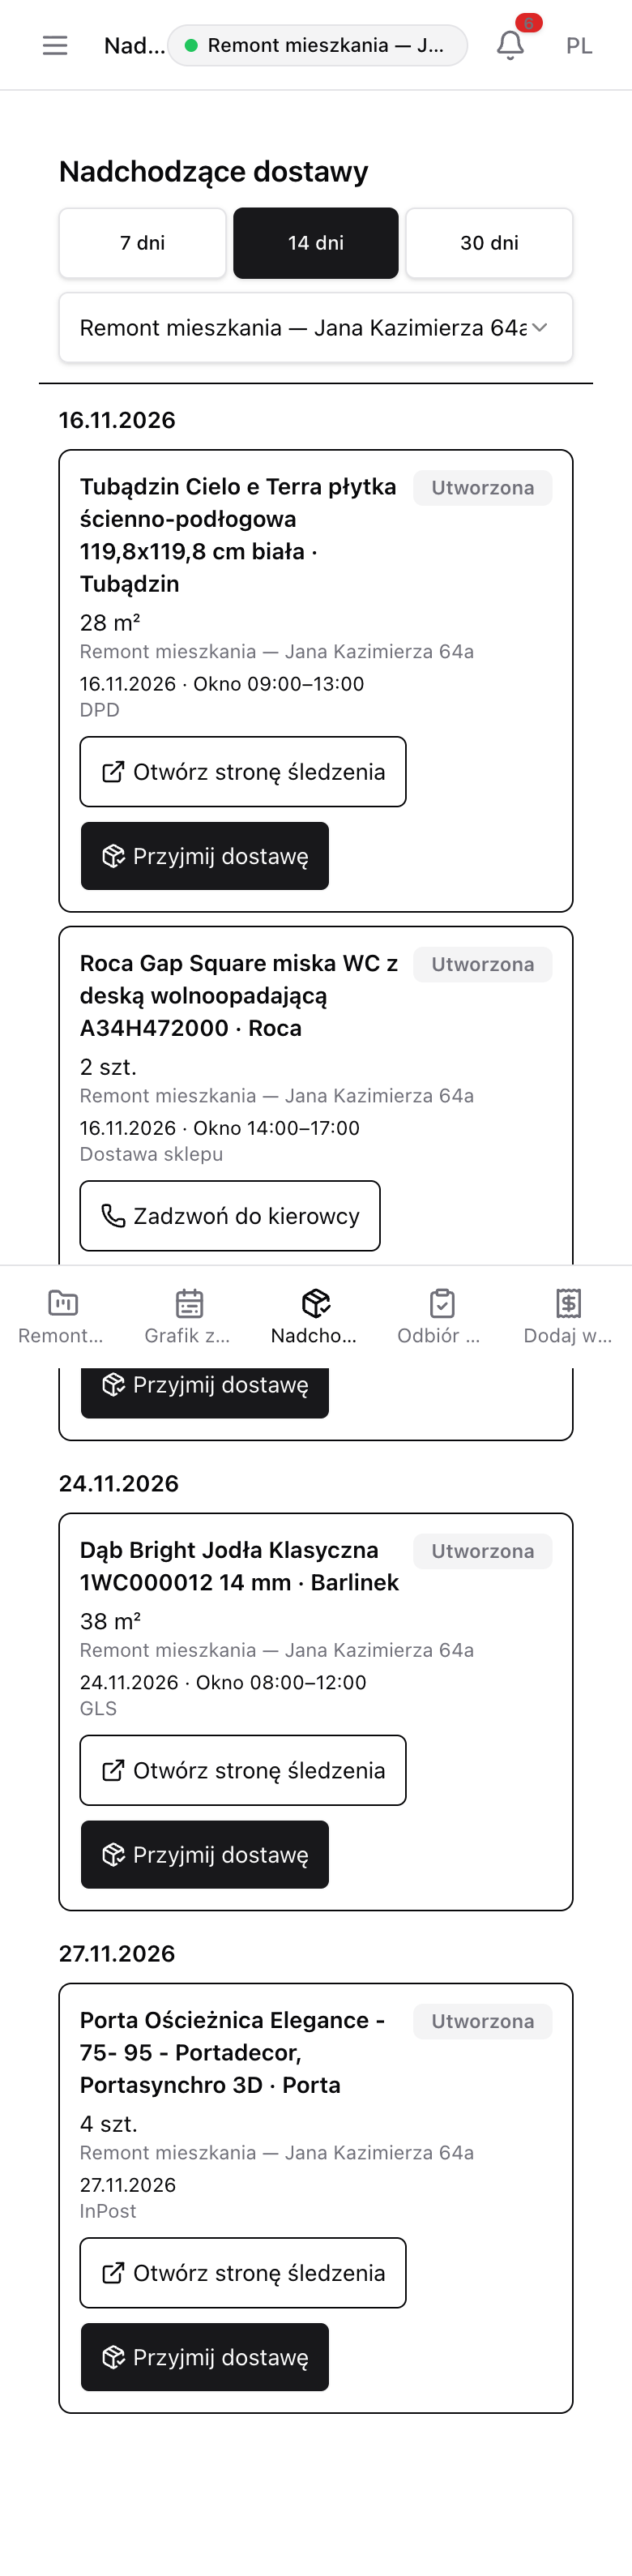 Nad...
Remont mieszkania — J...
6
PL
Nadchodzące dostawy
7 dni
14 dni
30 dni
Remont mieszkania — Jana Kazimierza 64a
16.11.2026
Tubądzin Cielo e Terra płytka
ścienno-podłogowa
119,8x119,8 cm biała ·
Tubądzin
Utworzona
28 m²
Remont mieszkania — Jana Kazimierza 64a
16.11.2026 · Okno 09:00–13:00
DPD
Otwórz stronę śledzenia
Przyjmij dostawę
Roca Gap Square miska WC z
deską wolnoopadającą
A34H472000 · Roca
Utworzona
2 szt.
Remont mieszkania — Jana Kazimierza 64a
16.11.2026 · Okno 14:00–17:00
Dostawa sklepu
Zadzwoń do kierowcy
Remont...
Grafik z...
Nadcho...
Odbiór ...
Dodaj w...
Przyjmij dostawę
24.11.2026
Dąb Bright Jodła Klasyczna
1WC000012 14 mm · Barlinek
Utworzona
38 m²
Remont mieszkania — Jana Kazimierza 64a
24.11.2026 · Okno 08:00–12:00
GLS
Otwórz stronę śledzenia
Przyjmij dostawę
27.11.2026
Porta Ościeżnica Elegance -
75- 95 - Portadecor,
Portasynchro 3D · Porta
Utworzona
4 szt.
Remont mieszkania — Jana Kazimierza 64a
27.11.2026
InPost
Otwórz stronę śledzenia
Przyjmij dostawę